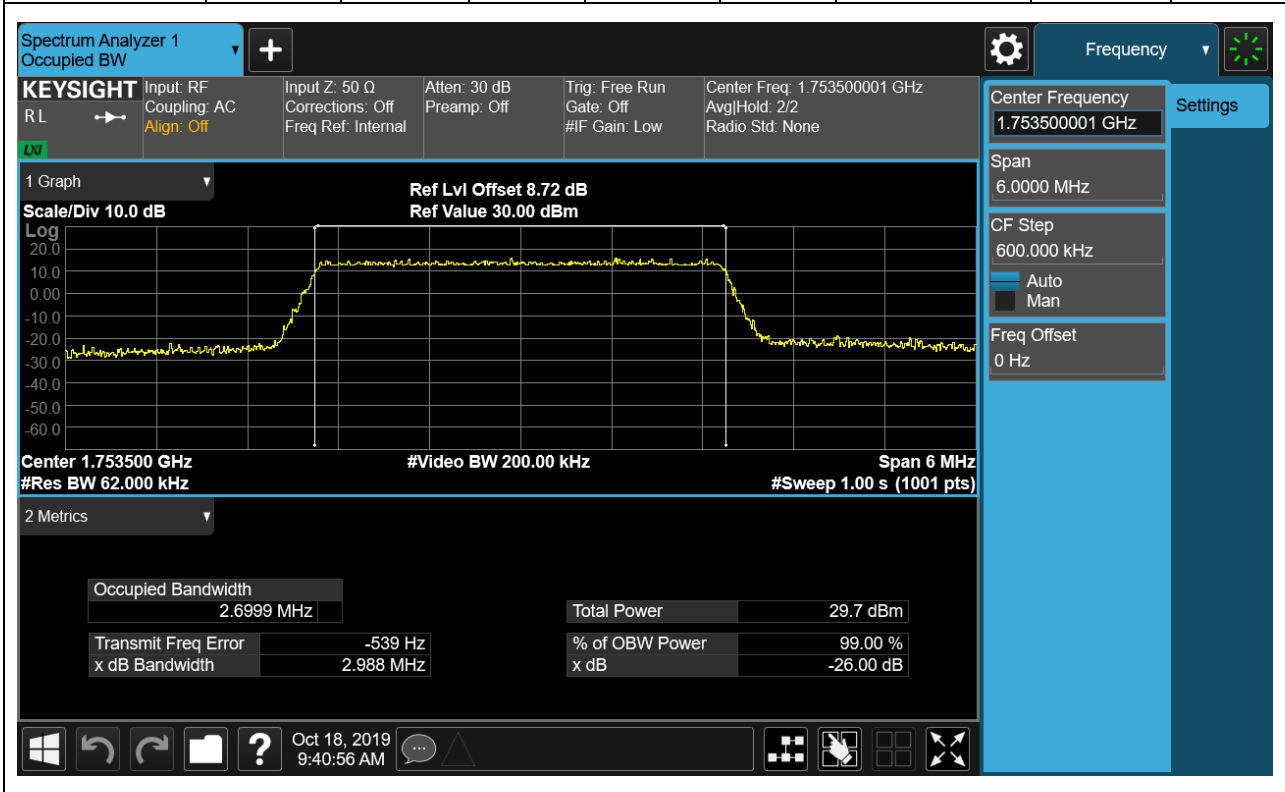 Spectrum Analyzer 1
Occupied BW
+
Frequency
KEYSIGHT
R L
LXI
Input: RF
Coupling: AC
Align: Off
Input Z: 50 Ω
Corrections: Off
Freq Ref: Internal
Atten: 30 dB
Preamp: Off
Trig: Free Run
Gate: Off
#IF Gain: Low
Center Freq: 1.753500001 GHz
Avg|Hold: 2/2
Radio Std: None
Center Frequency
1.753500001 GHz
Settings
Span
6.0000 MHz
CF Step
600.000 kHz
Auto
Man
Freq Offset
0 Hz
1 Graph
Ref Lvl Offset 8.72 dB
Scale/Div 10.0 dB
Ref Value 30.00 dBm
Log
20.0
10.0
0.00
-10.0
-20.0
-30.0
-40.0
-50.0
-60.0
Center 1.753500 GHz
#Video BW 200.00 kHz
Span 6 MHz
#Res BW 62.000 kHz
#Sweep 1.00 s (1001 pts)
2 Metrics
Occupied Bandwidth
2.6999 MHz
Total Power 29.7 dBm
Transmit Freq Error -539 Hz
% of OBW Power 99.00 %
x dB Bandwidth 2.988 MHz
x dB -26.00 dB
?
Oct 18, 2019
9:40:56 AM